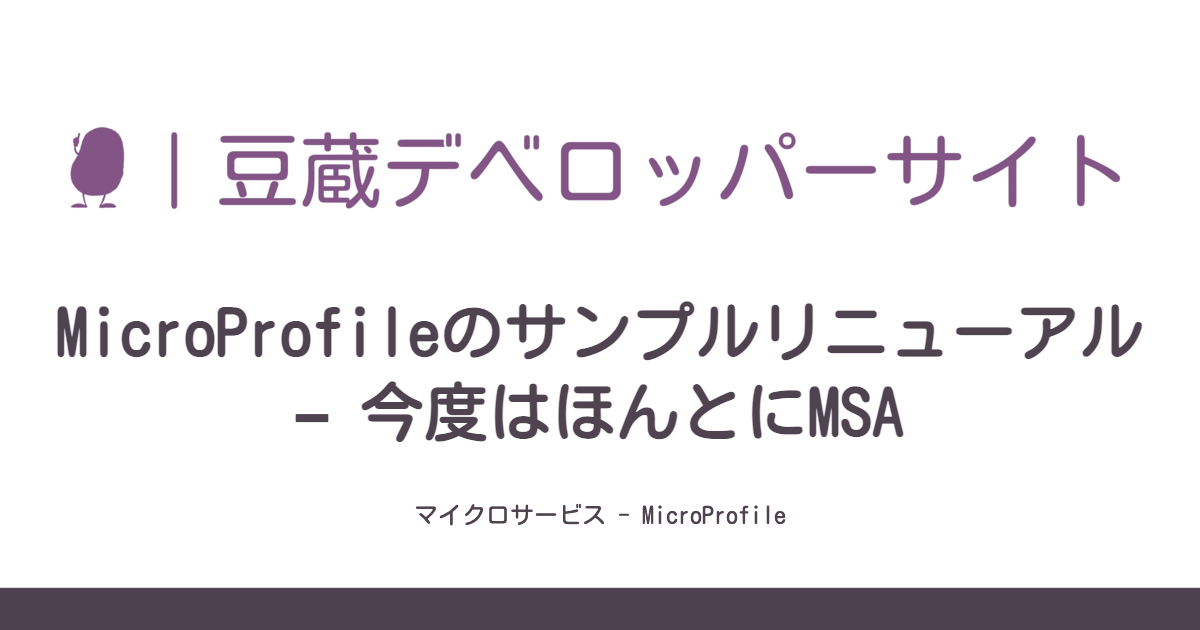 |豆蔵デベロッパーサイト
MicroProfileのサンプルリニューアル
- 今度はほんとにMSA
マイクロサービス - MicroProfile